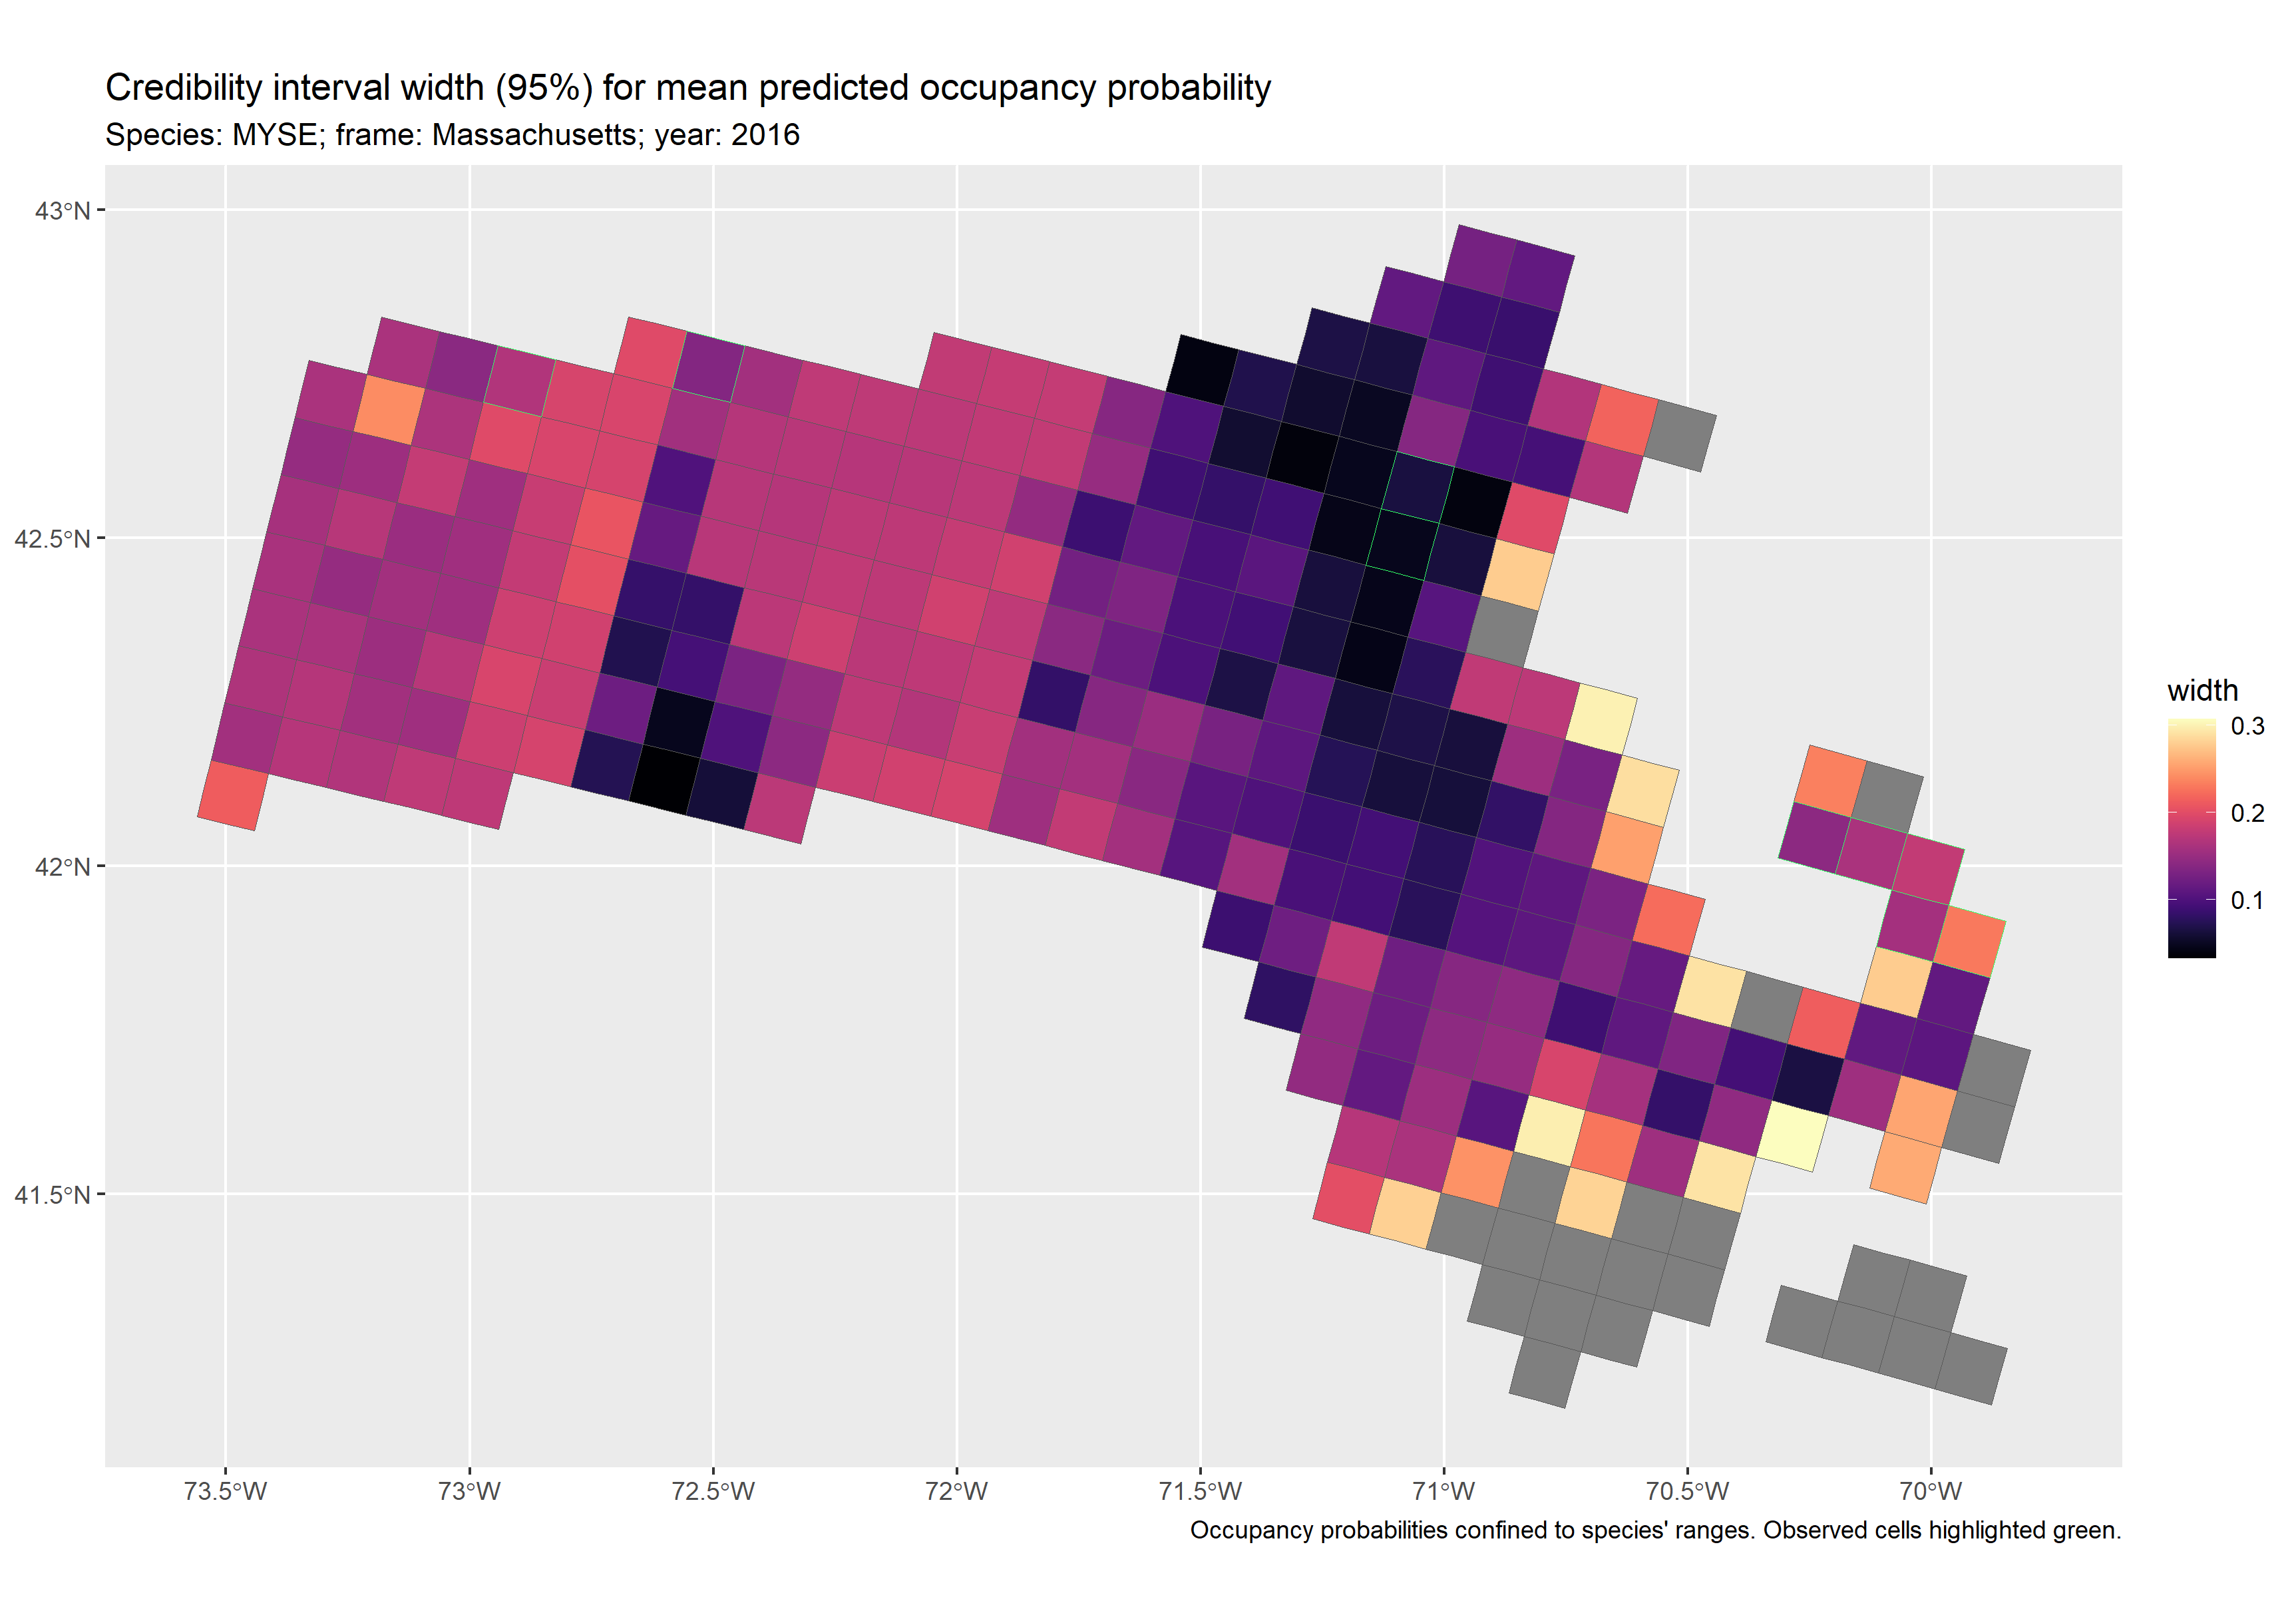 Credibility interval width (95%) for mean predicted occupancy probability
Species: MYSE; frame: Massachusetts; year: 2016
43°N
42.5°N
42°N
41.5°N
73.5°W 73°W 72.5°W 72°W 71.5°W 71°W 70.5°W 70°W
width
0.3
0.2
0.1
Occupancy probabilities confined to species' ranges. Observed cells highlighted green.